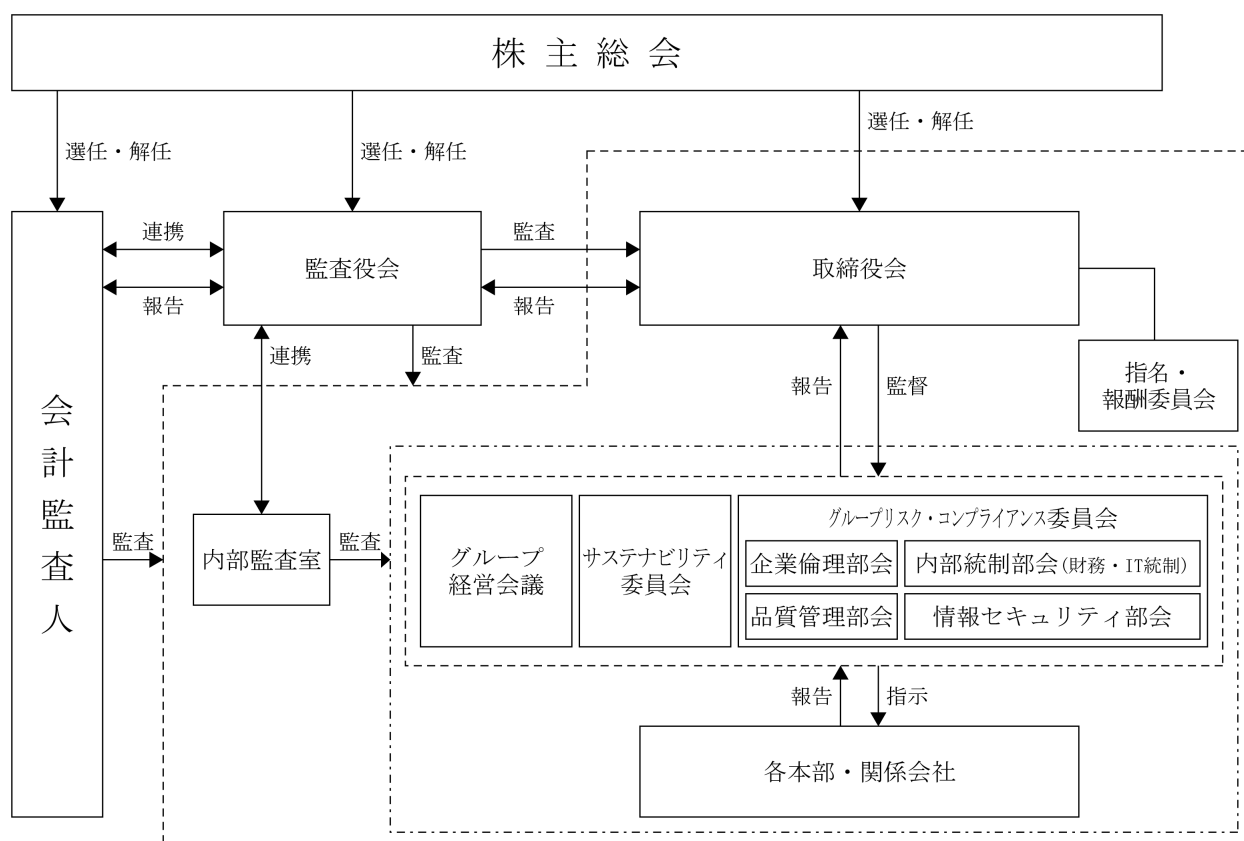 株主総会
選任・解任
選任・解任
選任・解任
連携
監査
報告
報告
監査役会
取締役会
連携
監査
報告
監督
指名・
報酬委員会
会計監査人
監査
内部監査室
監査
グループ
経営会議
サステナビリティ
委員会
グループリスク・コンプライアンス委員会
企業倫理部会
内部統制部会(財務・IT統制)
品質管理部会
情報セキュリティ部会
報告
指示
各本部・関係会社